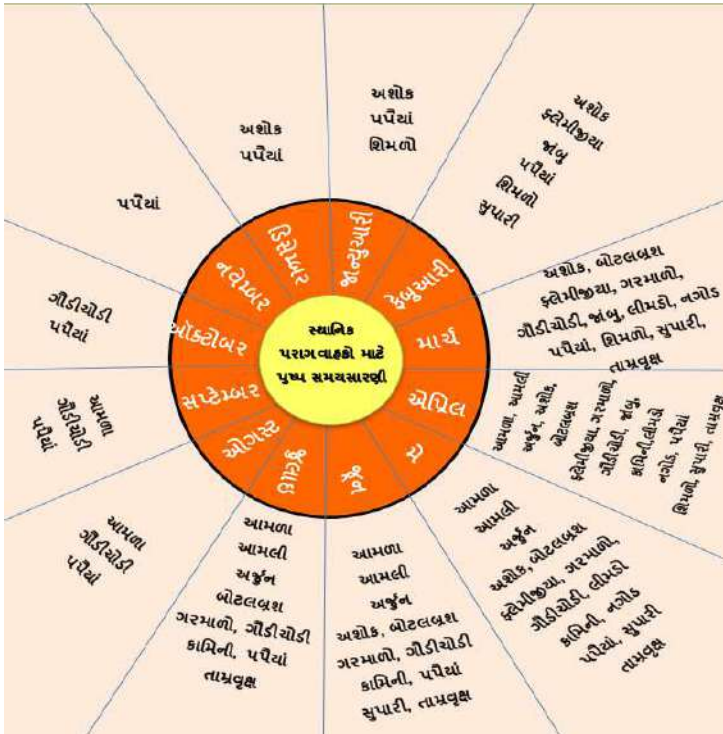 સ્થાનિક
પરાગવાહકો માટે
પુષ્પ સમયસારણી
જાન્યુઆરી
અશોક
પપૈયાં
શિમળો
ફેબ્રુઆરી
અશોક
ફ્લેમીજીયા
જાંબુ
પપૈયાં
શિમળો
સુપારી
માર્ચ
અશોક, બોટલબ્રશ
ફ્લેમીજીયા, ગરમાળો,
ગૌડીચોડી, જાંબુ, લીમડો, નગોડ
પપૈયાં, શિમળો, સુપારી,
તામ્રવૃક્ષ
એપ્રિલ
આમળા, આમલી
અર્જુન, અશોક,
બોટલબ્રશ
ફ્લેમીજીયા, ગરમાળો,
ગૌડીચોડી, જાંબુ,
કામિની,લીમડો
નગોડ, પપૈયાં
શિમળો, સુપારી, તામ્રવૃક્ષ
મે
આમળા
આમલી
અર્જુન
અશોક, બોટલબ્રશ
ફ્લેમીજીયા, ગરમાળો,
ગૌડીચોડી, લીમડો
કામિની, નગોડ
પપૈયાં, સુપારી
તામ્રવૃક્ષ
જૂન
આમળા
આમલી
અર્જુન
અશોક, બોટલબ્રશ
ગરમાળો, ગૌડીચોડી
કામિની, પપૈયાં
સુપારી, તામ્રવૃક્ષ
જુલાઇ
આમળા
આમલી
અર્જુન
બોટલબ્રશ
ગરમાળો, ગૌડીચોડી
કામિની, પપૈયાં
તામ્રવૃક્ષ
ઓગસ્ટ
આમળા
ગૌડીચોડી
પપૈયાં
સપ્ટેમ્બર
આમળા
ગૌડીચોડી
પપૈયાં
ઓક્ટોબર
ગૌડીચોડી
પપૈયાં
નવેમ્બર
પપૈયાં
ડિસેમ્બર
અશોક
પપૈયાં